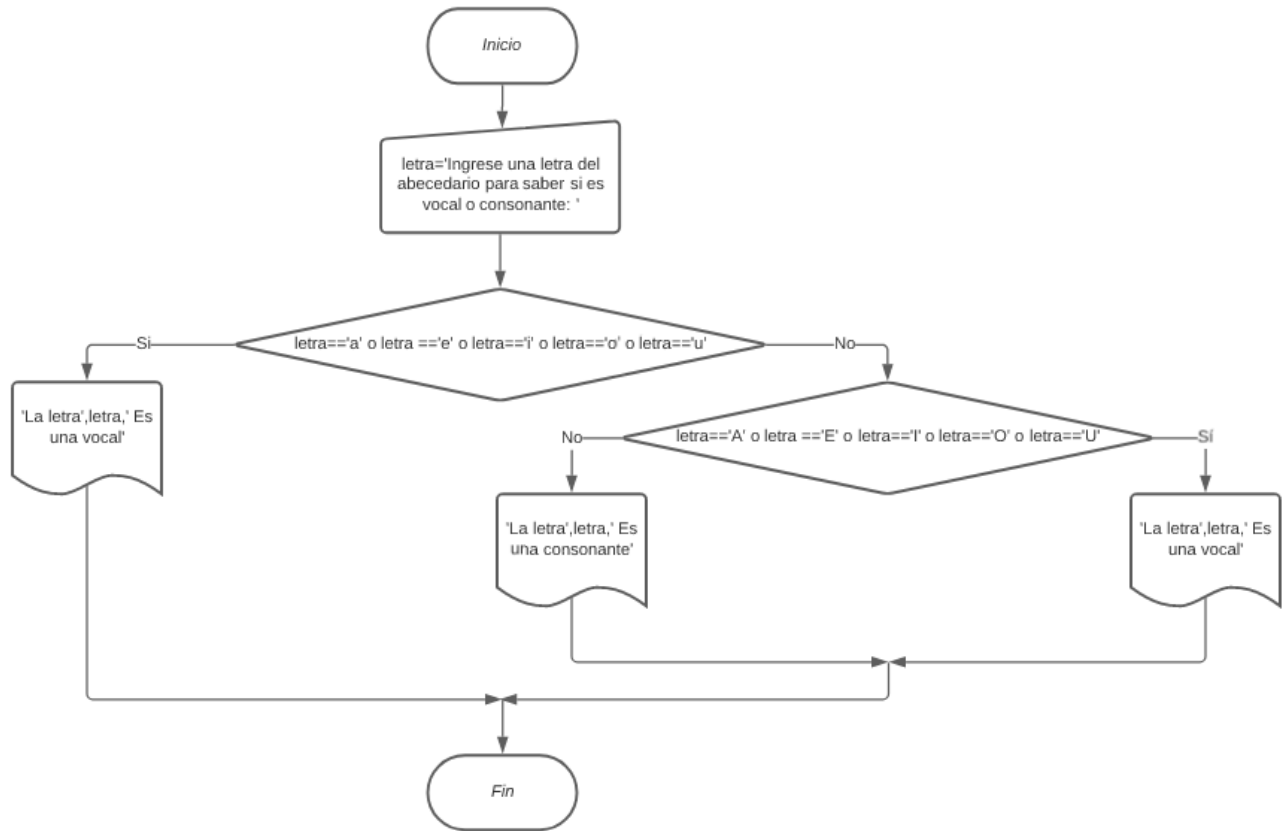 Inicio
letra='Ingrese una letra del
abecedario para saber si es
vocal o consonante: '
letra=='a' o letra =='e' o letra=='i' o letra=='o' o letra=='u'
Si
No
'La letra',letra,' Es
una vocal'
letra=='A' o letra =='E' o letra=='I' o letra=='O' o letra=='U'
No
Sí
'La letra',letra,' Es
una consonante'
'La letra',letra,' Es
una vocal'
Fin